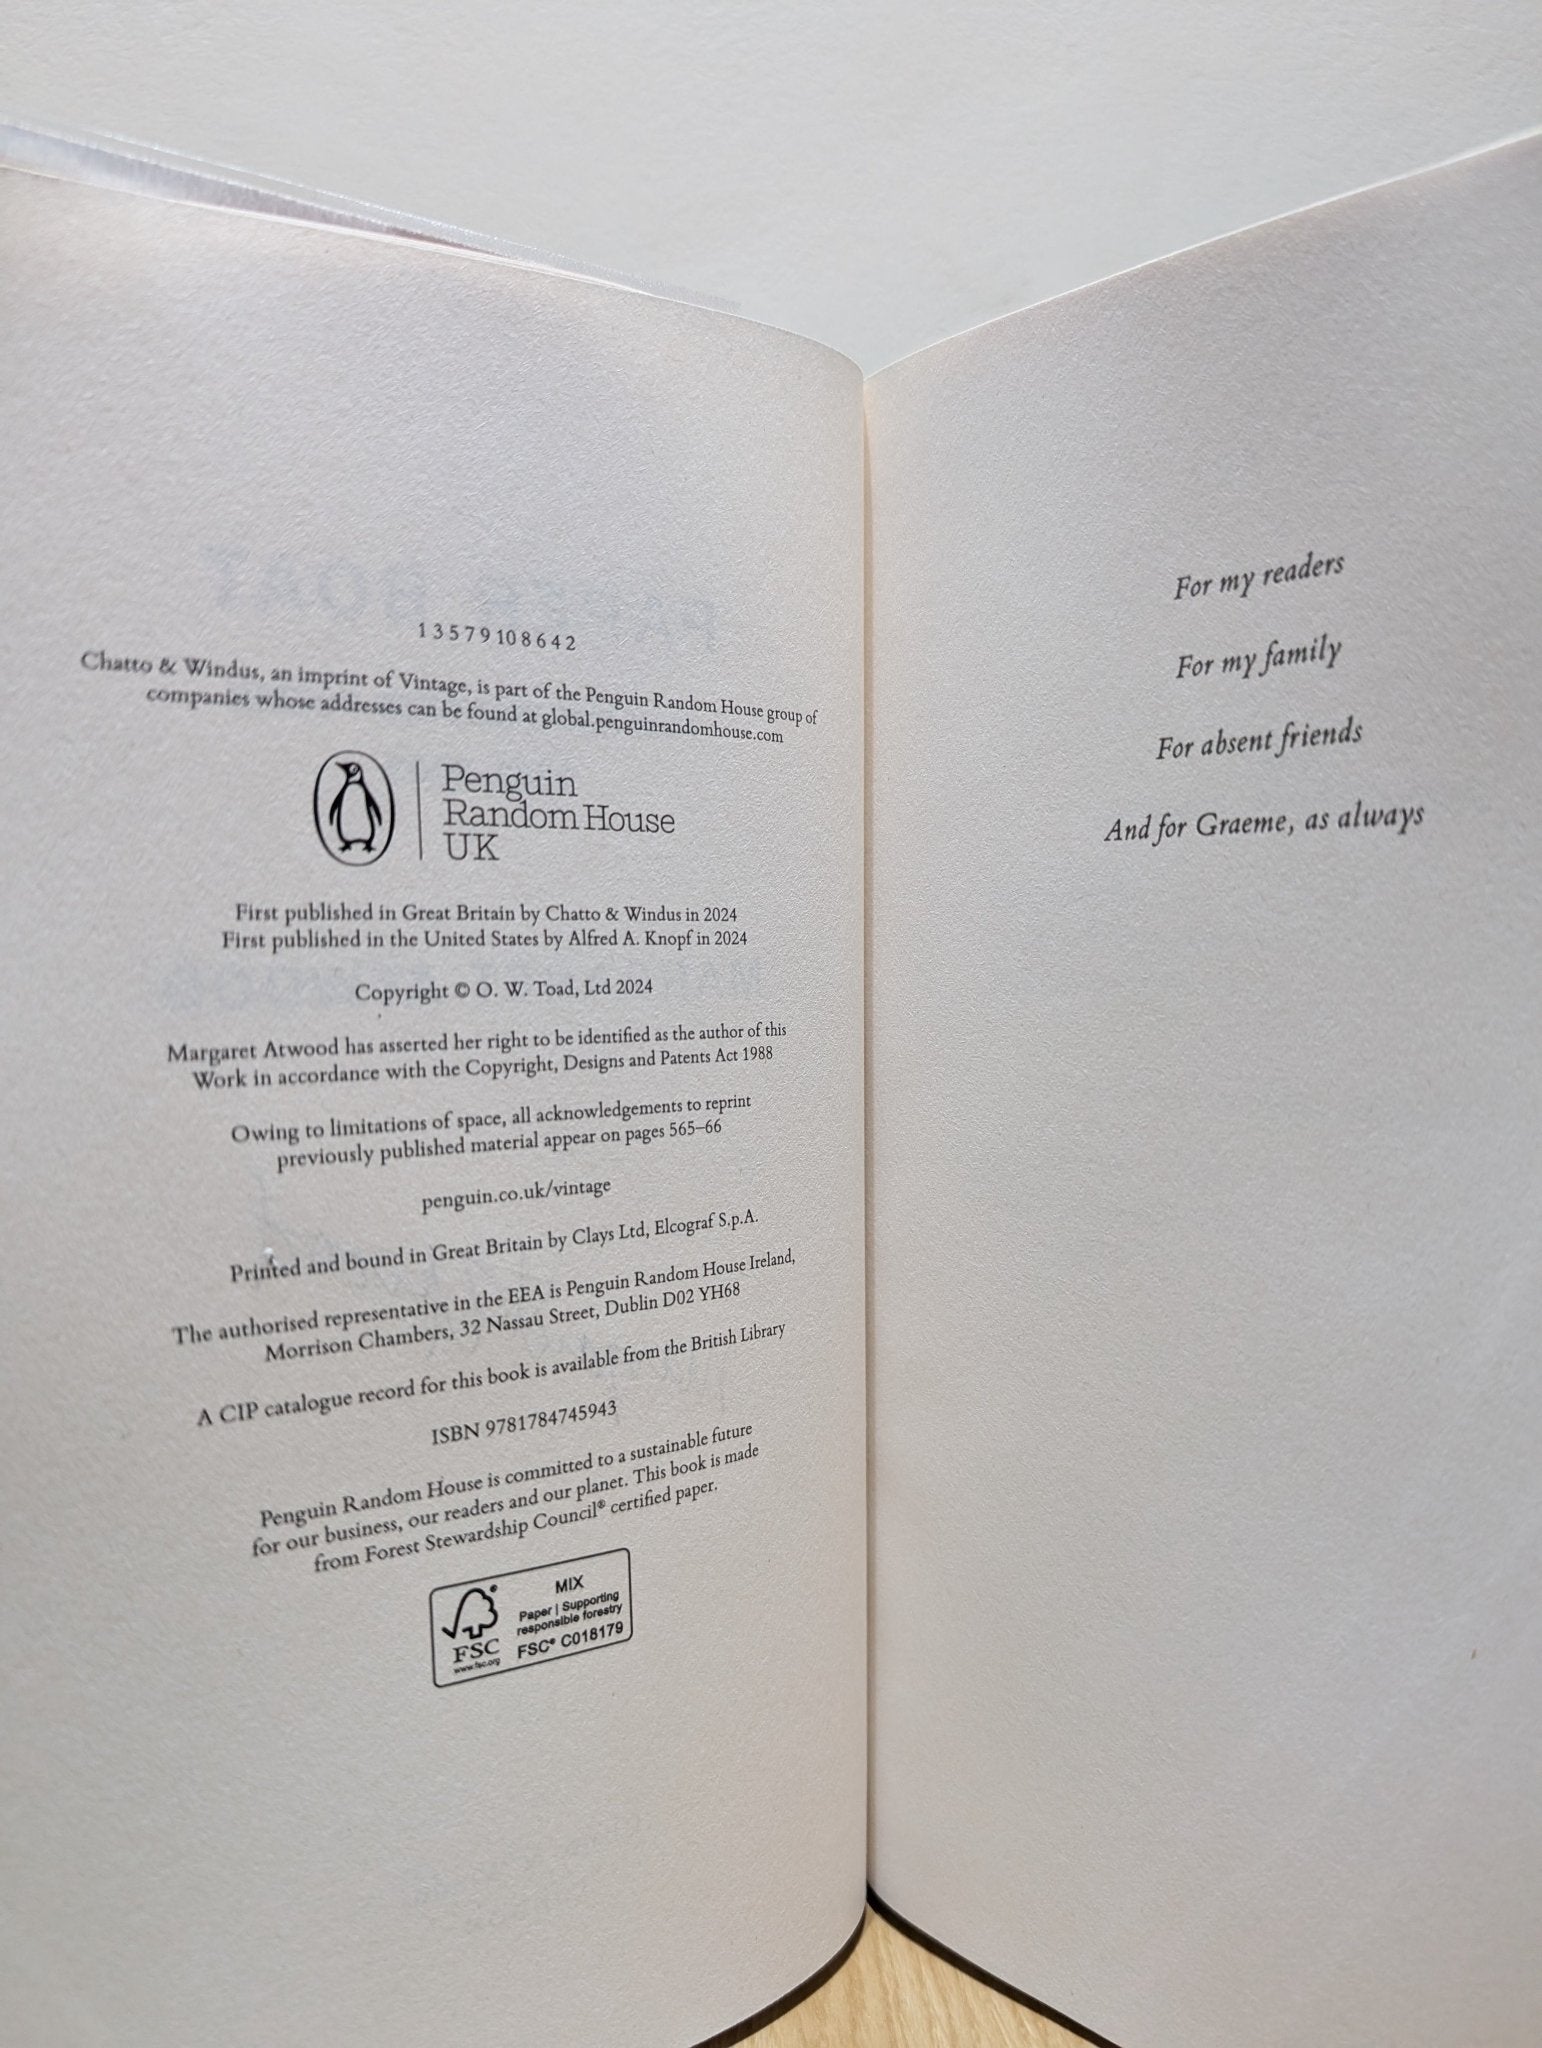 1 3 5 7 9 10 8 6 4 2
Chatto & Windus, an imprint of Vintage, is part of the Penguin Random House group of
companies whose addresses can be found at global.penguinrandomhouse.com
Penguin
Random House
UK
First published in Great Britain by Chatto & Windus in 2024
First published in the United States by Alfred A. Knopf in 2024
Copyright © O. W. Toad, Ltd 2024
Margaret Atwood has asserted her right to be identified as the author of this
Work in accordance with the Copyright, Designs and Patents Act 1988
Owing to limitations of space, all acknowledgements to reprint
previously published material appear on pages 565–66
penguin.co.uk/vintage
Printed and bound in Great Britain by Clays Ltd, Elcograf S.p.A.
The authorised representative in the EEA is Penguin Random House Ireland,
Morrison Chambers, 32 Nassau Street, Dublin D02 YH68
A CIP catalogue record for this book is available from the British Library
ISBN 9781784745943
Penguin Random House is committed to a sustainable future
for our business, our readers and our planet. This book is made
from Forest Stewardship Council® certified paper.
FSC
www.fsc.org
MIX
Paper | Supporting
responsible forestry
FSC® C018179
For my readers
For my family
For absent friends
And for Graeme, as always